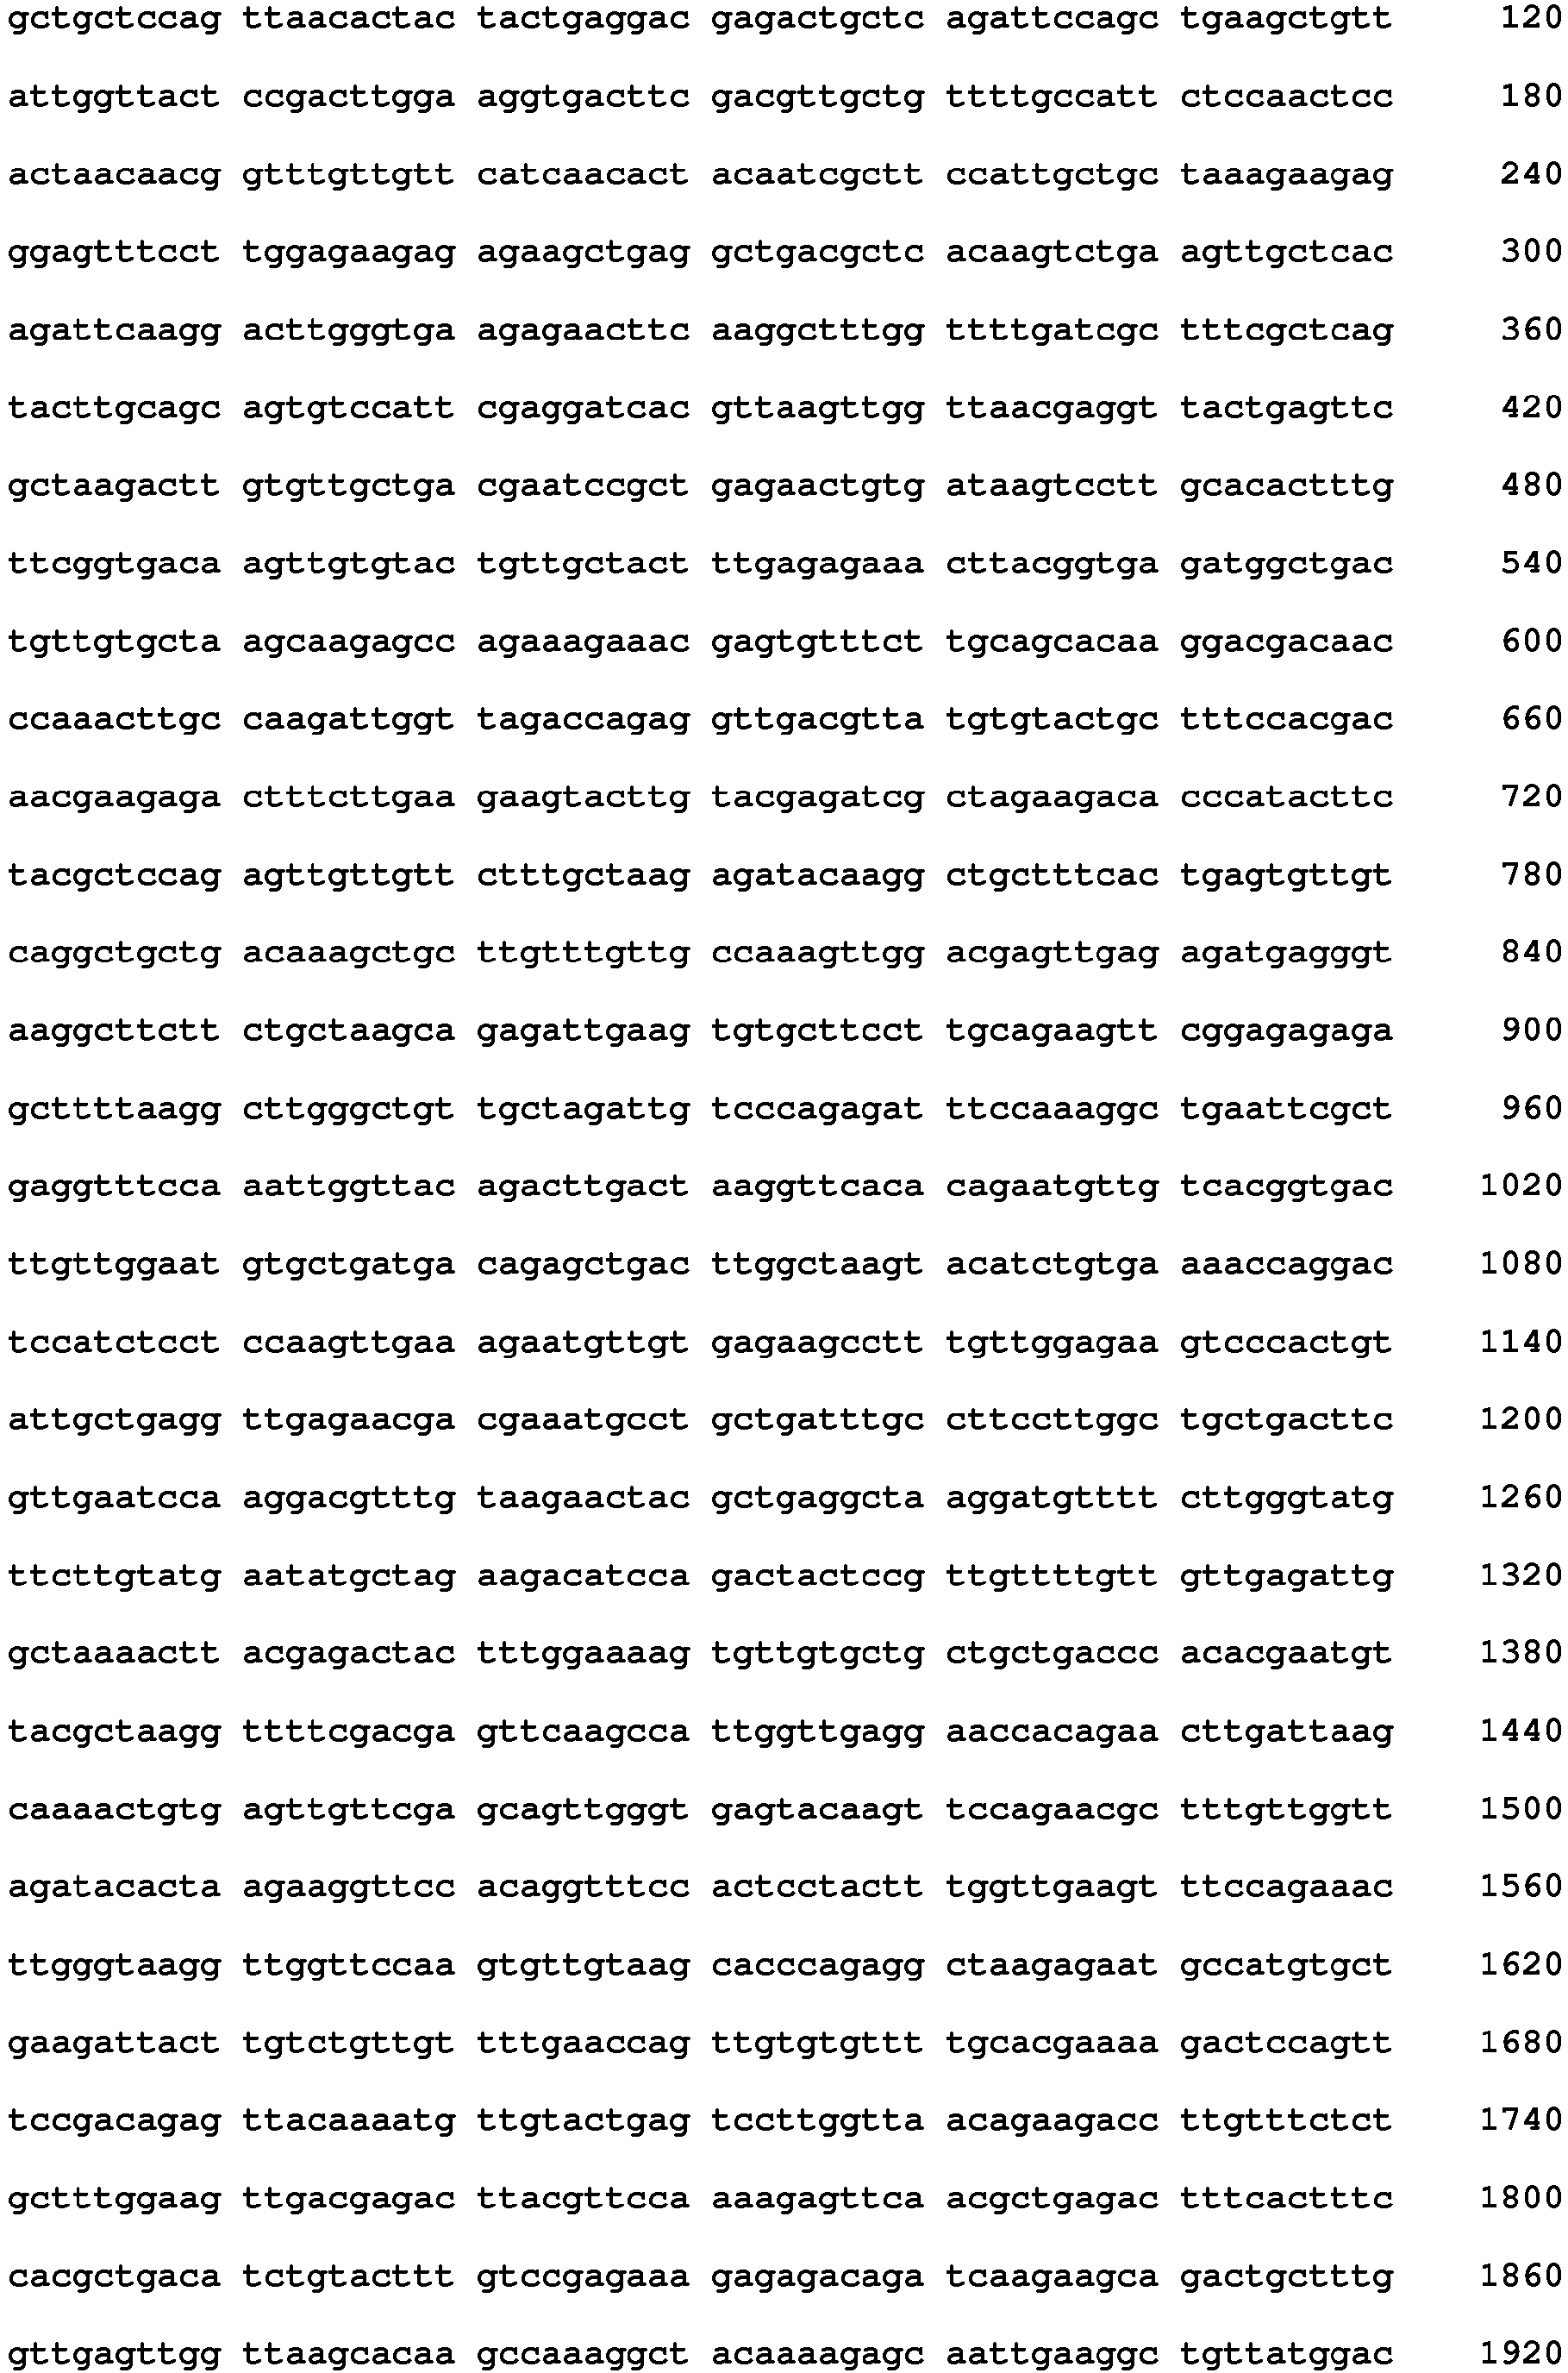 gctgctccag ttaacactac tactgaggac gagactgctc agattccagc tgaagctgtt 120
attggttact ccgacttgga aggtgacttc gacgttgctg ttttgccatt ctccaactcc 180
actaacaacg gtttgttgtt catcaacact acaatcgctt ccattgctgc taaagaagag 240
ggagtttcct tggagaagag agaagctgag gctgacgctc acaagtctga agttgctcac 300
agattcaagg acttgggtga agagaacttc aaggctttgg ttttgatcgc tttcgctcag 360
tacttgcagc agtgtccatt cgaggatcac gttaagttgg ttaacgaggt tactgagttc 420
gctaagactt gtgttgctga cgaatccgct gagaactgtg ataagtcctt gcacactttg 480
ttcggtgaca agttgtgtac tgttgctact ttgagagaaa cttacggtga gatggctgac 540
tgttgtgcta agcaagagcc agaaagaaac gagtgtttct tgcagcacaa ggacgacaac 600
ccaaacttgc caagattggt tagaccagag gttgacgtta tgtgtactgc tttccacgac 660
aacgaagaga ctttcttgaa gaagtacttg tacgagatcg ctagaagaca cccatacttc 720
tacgctccag agttgttgtt ctttgctaag agatacaagg ctgctttcac tgagtgttgt 780
caggctgctg acaaagctgc ttgtttgttg ccaaagttgg acgagttgag agatgagggt 840
aaggcttctt ctgctaagca gagattgaag tgtgcttcct tgcagaagtt cggagagaga 900
gcttttaagg cttgggctgt tgctagattg tcccagagat ttccaaaggc tgaattcgct 960
gaggtttcca aattggttac agacttgact aaggttcaca cagaatgttg tcacggtgac 1020
ttgttggaat gtgctgatga cagagctgac ttggctaagt acatctgtga aaaccaggac 1080
tccatctcct ccaagttgaa agaatgttgt gagaagcctt tgttggagaa gtcccactgt 1140
attgctgagg ttgagaacga cgaaatgcct gctgatttgc cttccttggc tgctgacttc 1200
gttgaatcca aggacgtttg taagaactac gctgaggcta aggatgtttt cttgggtatg 1260
ttcttgtatg aatatgctag aagacatcca gactactccg ttgttttgtt gttgagattg 1320
gctaaaactt acgagactac tttggaaaag tgttgtgctg ctgctgaccc acacgaatgt 1380
tacgctaagg ttttcgacga gttcaagcca ttggttgagg aaccacagaa cttgattaag 1440
caaaactgtg agttgttcga gcagttgggt gagtacaagt tccagaacgc tttgttggtt 1500
agatacacta agaaggttcc acaggtttcc actcctactt tggttgaagt ttccagaaac 1560
ttgggtaagg ttggttccaa gtgttgtaag cacccagagg ctaagagaat gccatgtgct 1620
gaagattact tgtctgttgt tttgaaccag ttgtgtgttt tgcacgaaaa gactccagtt 1680
tccgacagag ttacaaaatg ttgtactgag tccttggtta acagaagacc ttgtttctct 1740
gctttggaag ttgacgagac ttacgttcca aaagagttca acgctgagac tttcactttc 1800
cacgctgaca tctgtacttt gtccgagaaa gagagacaga tcaagaagca gactgctttg 1860
gttgagttgg ttaagcacaa gccaaaggct acaaaagagc aattgaaggc tgttatggac 1920